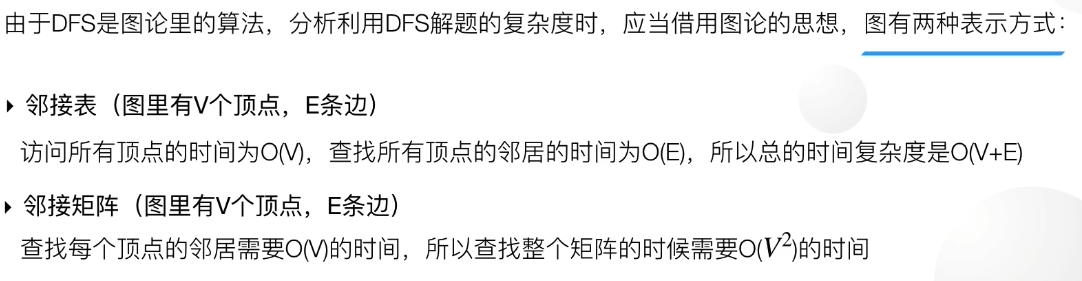 由于DFS是图论里的算法，分析利用DFS解题的复杂度时，应当借用图论的思想，图有两种表示方式：
▸ 邻接表（图里有V个顶点，E条边）
访问所有顶点的时间为O(V)，查找所有顶点的邻居的时间为O(E)，所以总的时间复杂度是O(V+E)
▸ 邻接矩阵（图里有V个顶点，E条边）
查找每个顶点的邻居需要O(V)的时间，所以查找整个矩阵的时候需要O(V²)的时间